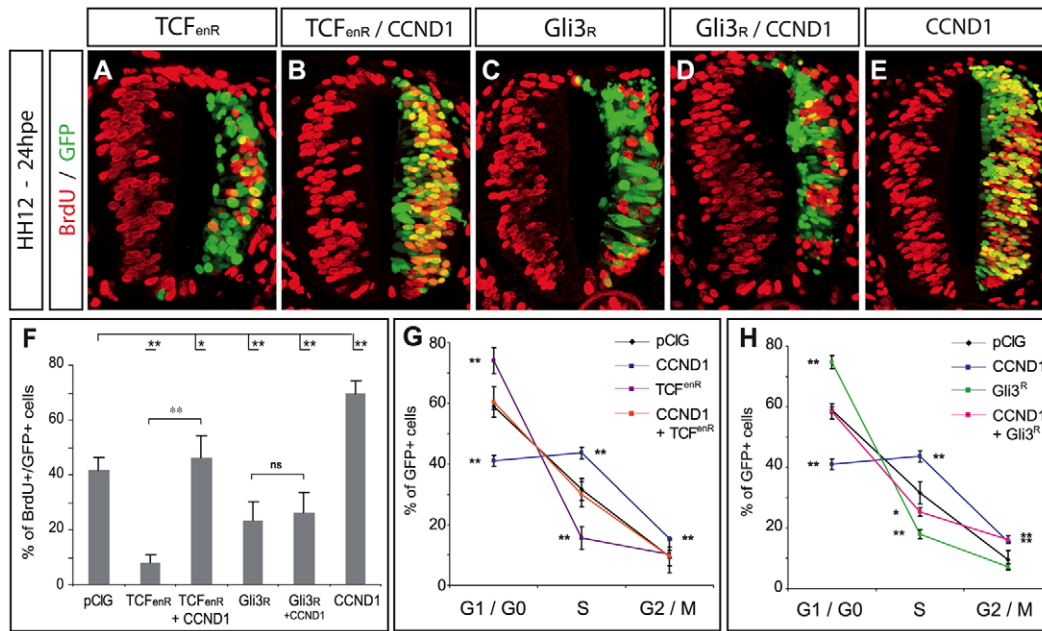 TCFenR
TCFenR / CCND1
Gli3R
Gli3R / CCND1
CCND1
HH12 - 24hpe
BrdU / GFP
A
B
C
D
E
F
** * ** ** **
**
ns
% of BrdU+/GFP+ cells
80
60
40
20
0
pCIG
TCFenR
TCFenR + CCND1
Gli3R
Gli3R +CCND1
CCND1
G
pCIG
CCND1
TCFenR
CCND1 + TCFenR
% of GFP+ cells
80
60
40
20
0
**
**
**
**
**
G1 / G0
S
G2 / M
H
pCIG
CCND1
Gli3R
CCND1 + Gli3R
% of GFP+ cells
80
60
40
20
0
**
**
**
*
**
**
**
G1 / G0
S
G2 / M